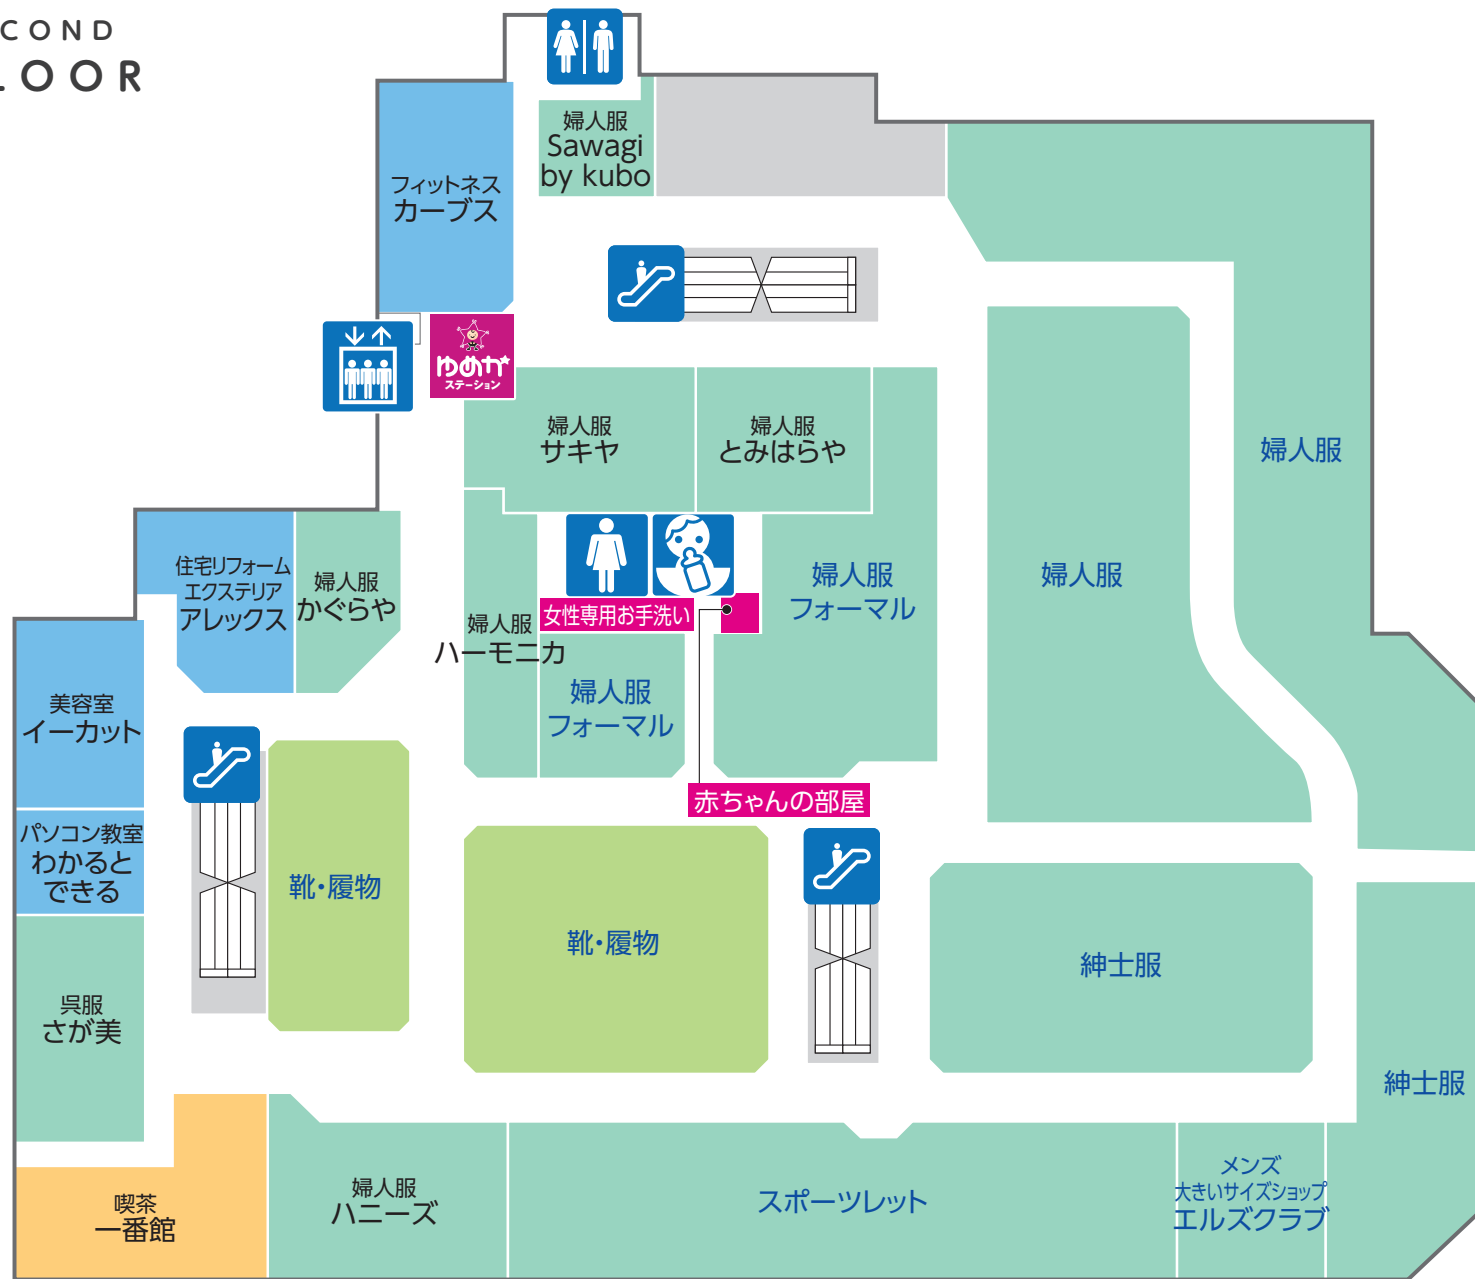 COND
LOOR
婦人服
Sawagi
by kubo
フィットネス
カーブス
ゆめか
ステーション
婦人服
サキヤ
婦人服
とみはらや
婦人服
婦人服
婦人服
フォーマル
住宅リフォーム
エクステリア
アレックス
婦人服
かぐらや
女性専用お手洗い
婦人服
ハーモニカ
婦人服
フォーマル
美容室
イーカット
赤ちゃんの部屋
パソコン教室
わかると
できる
靴・履物
靴・履物
紳士服
呉服
さが美
紳士服
喫茶
一番館
婦人服
ハニーズ
スポーツレット
メンズ
大きいサイズショップ
エルズクラブ